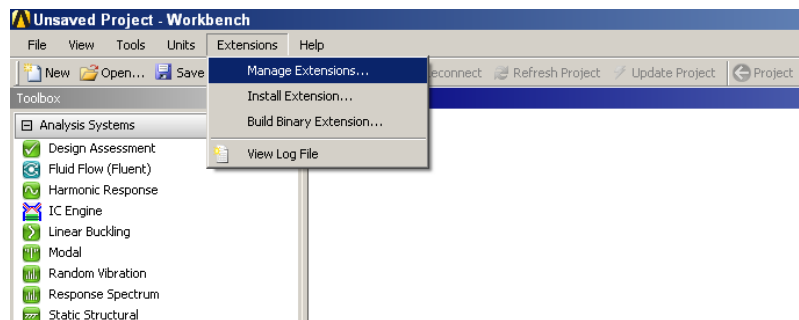 Unsaved Project - Workbench
File View Tools Units Extensions Help
New Open... Save econnect Refresh Project Update Project Project
Manage Extensions...
Install Extension...
Build Binary Extension...
View Log File
Toolbox
Analysis Systems
Design Assessment
Fluid Flow (Fluent)
Harmonic Response
IC Engine
Linear Buckling
Modal
Random Vibration
Response Spectrum
Static Structural